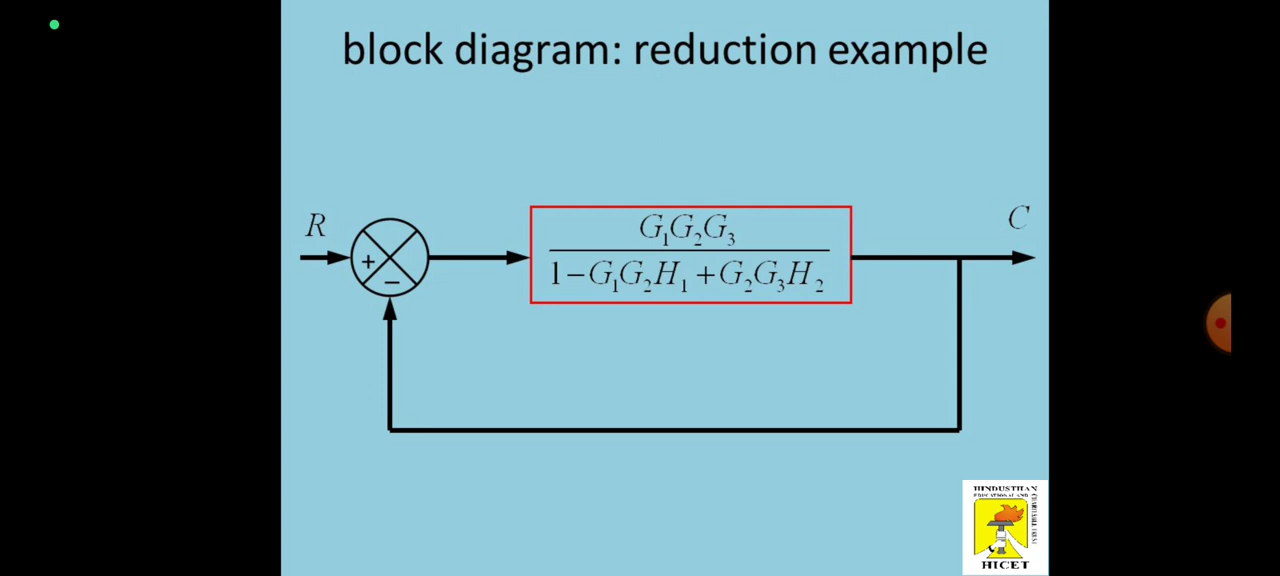 block diagram: reduction example
R
C
G₁G₂G₃
1−G₁G₂H₁+G₂G₃H₂
+
−
HINDUSTHAN
EDUCATIONAL AND
CHARITABLE TRUST
HICET